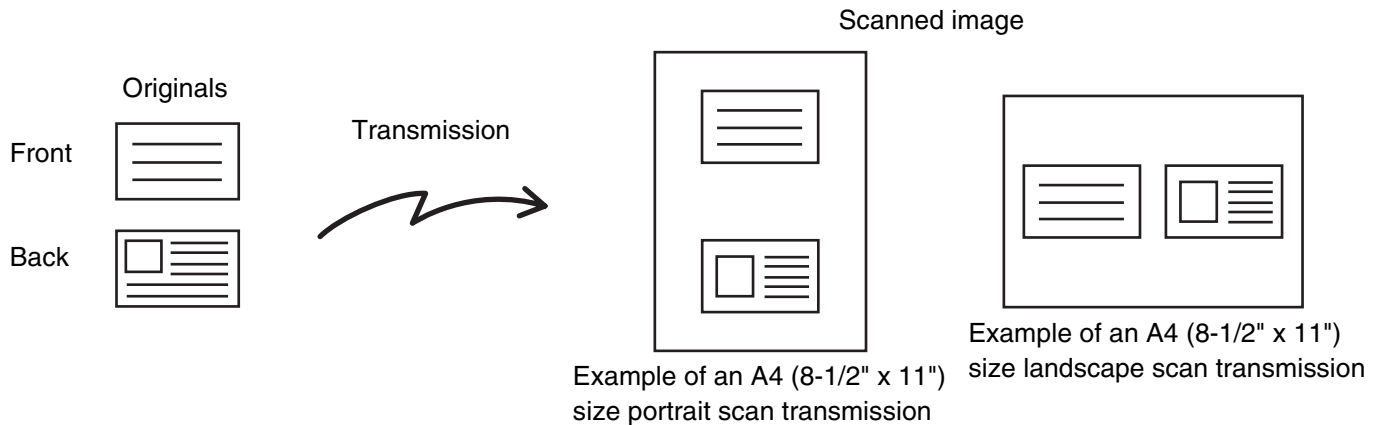 Scanned image
Originals
Transmission
Front
Back
Example of an A4 (8-1/2" x 11")
size portrait scan transmission
Example of an A4 (8-1/2" x 11")
size landscape scan transmission